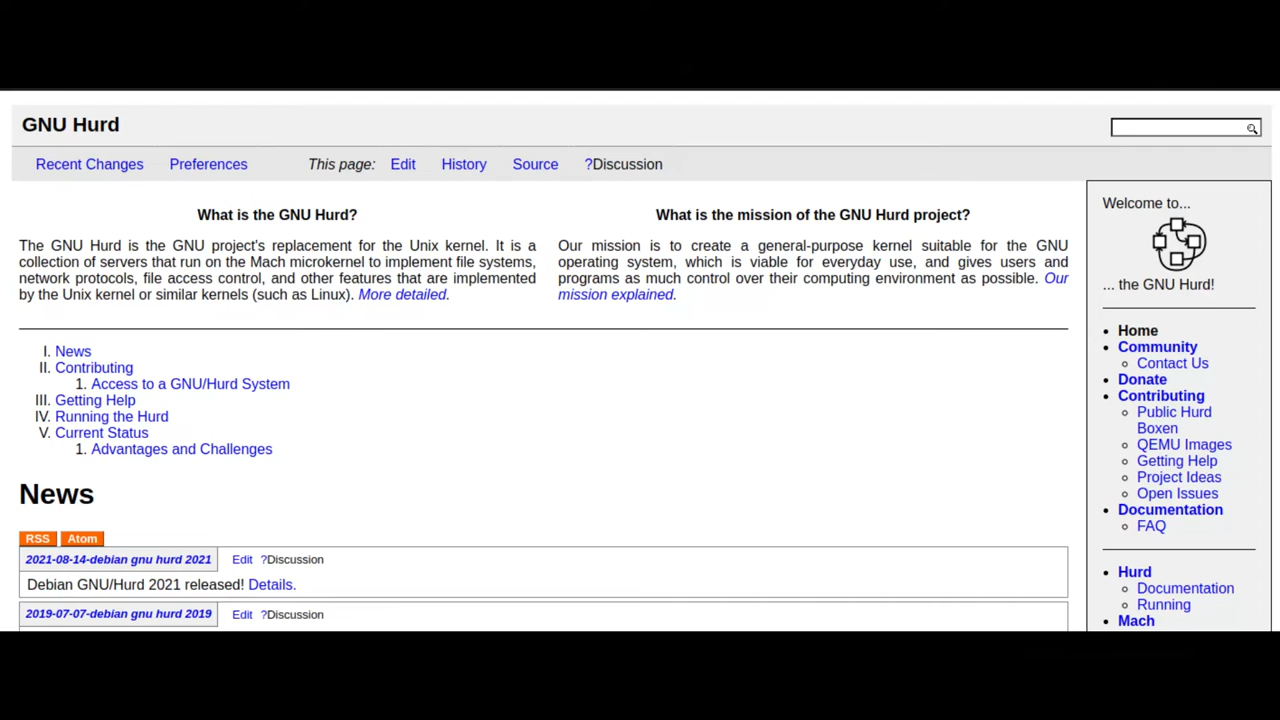 GNU Hurd
Recent Changes Preferences This page: Edit History Source ?Discussion
What is the GNU Hurd?
The GNU Hurd is the GNU project's replacement for the Unix kernel. It is a
collection of servers that run on the Mach microkernel to implement file systems,
network protocols, file access control, and other features that are implemented
by the Unix kernel or similar kernels (such as Linux). More detailed.
What is the mission of the GNU Hurd project?
Our mission is to create a general-purpose kernel suitable for the GNU
operating system, which is viable for everyday use, and gives users and
programs as much control over their computing environment as possible. Our
mission explained.
I. News
II. Contributing
1. Access to a GNU/Hurd System
III. Getting Help
IV. Running the Hurd
V. Current Status
1. Advantages and Challenges
News
RSS Atom
2021-08-14-debian gnu hurd 2021 Edit ?Discussion
Debian GNU/Hurd 2021 released! Details.
2019-07-07-debian gnu hurd 2019 Edit ?Discussion
Welcome to...
... the GNU Hurd!
Home
Community
Contact Us
Donate
Contributing
Public Hurd
Boxen
QEMU Images
Getting Help
Project Ideas
Open Issues
Documentation
FAQ
Hurd
Documentation
Running
Mach